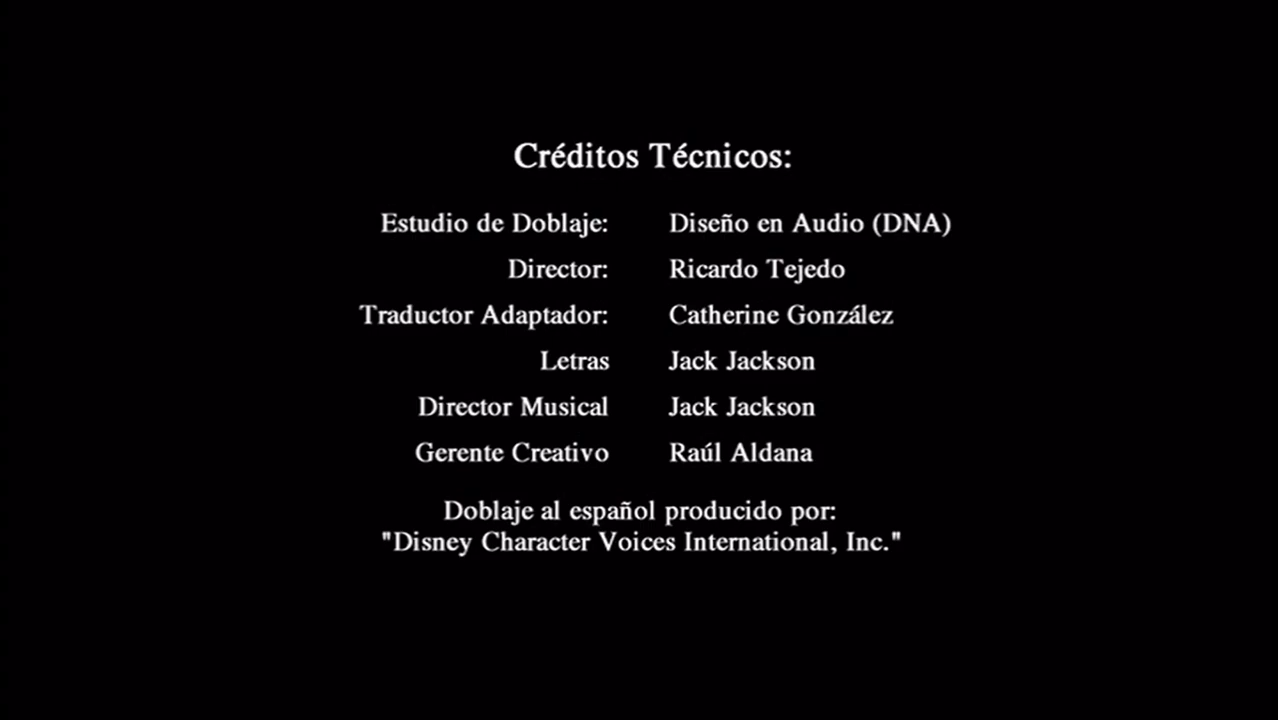 Créditos Técnicos:
Estudio de Doblaje: Diseño en Audio (DNA)
Director: Ricardo Tejedo
Traductor Adaptador: Catherine González
Letras Jack Jackson
Director Musical Jack Jackson
Gerente Creativo Raúl Aldana
Doblaje al español producido por:
"Disney Character Voices International, Inc."